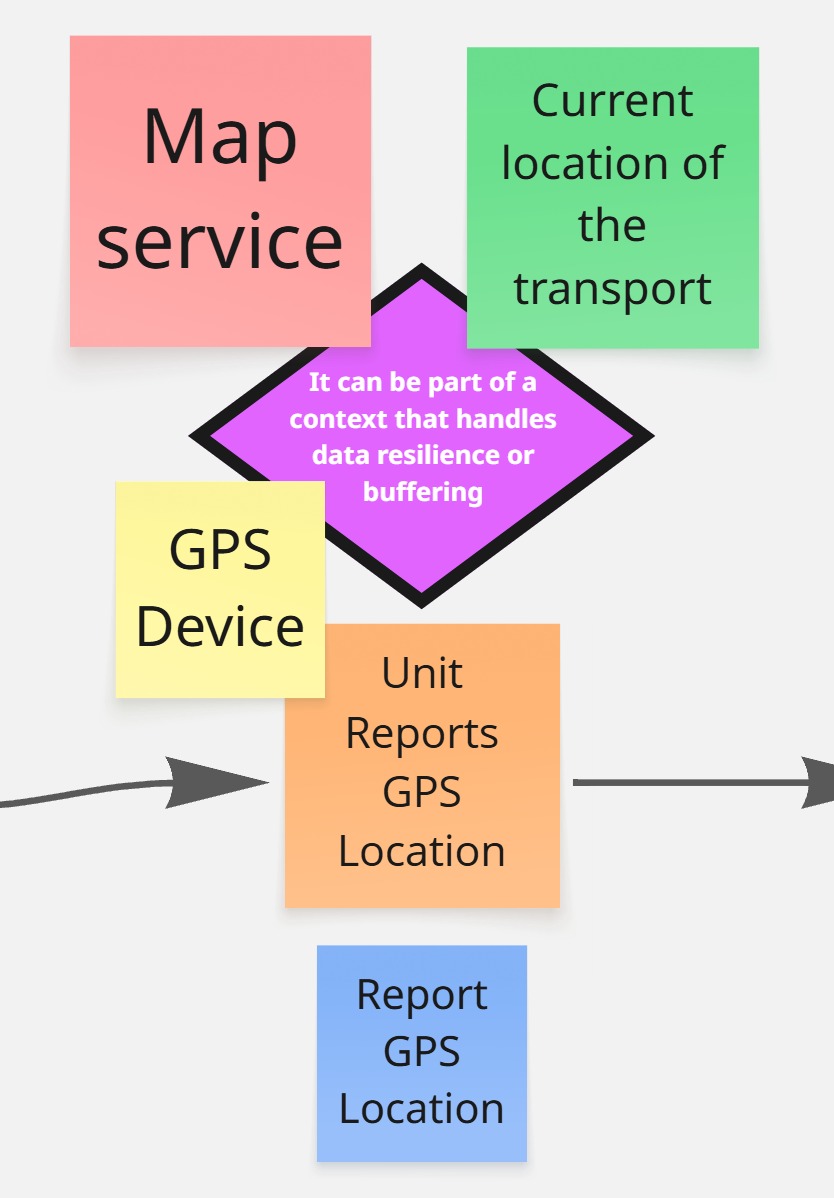 Map
service
Current
location of
the
transport
It can be part of a
context that handles
data resilience or
buffering
GPS
Device
Unit
Reports
GPS
Location
Report
GPS
Location